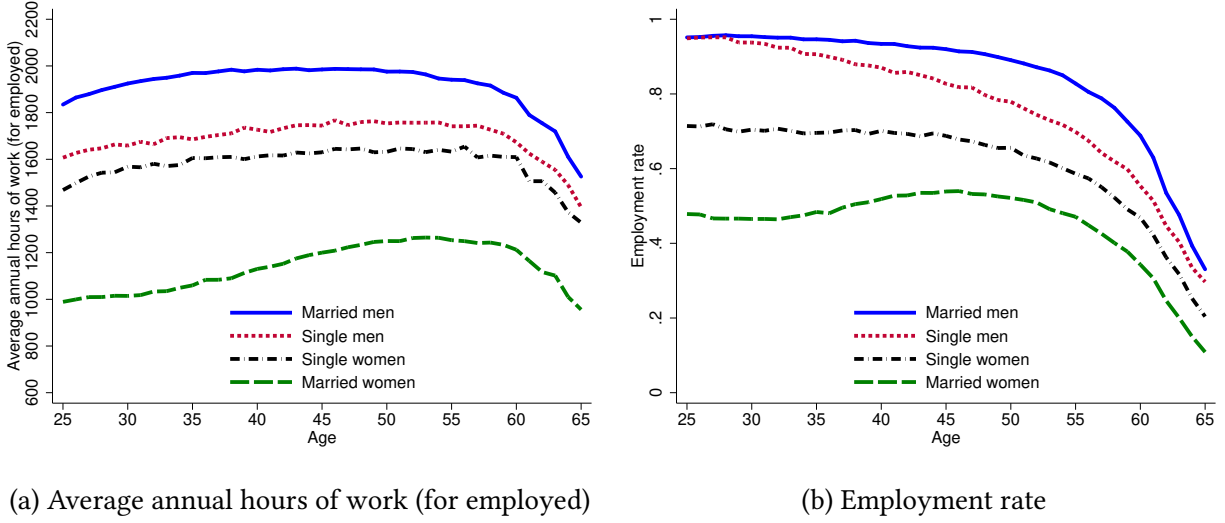 Average annual hours of work (for employed)
2200
2000
1800
1600
1400
1200
1000
800
600
Married men
Single men
Single women
Married women
25 30 35 40 45 50 55 60 65
Age
(a) Average annual hours of work (for employed)
Employment rate
1
.8
.6
.4
.2
0
Married men
Single men
Single women
Married women
25 30 35 40 45 50 55 60 65
Age
(b) Employment rate